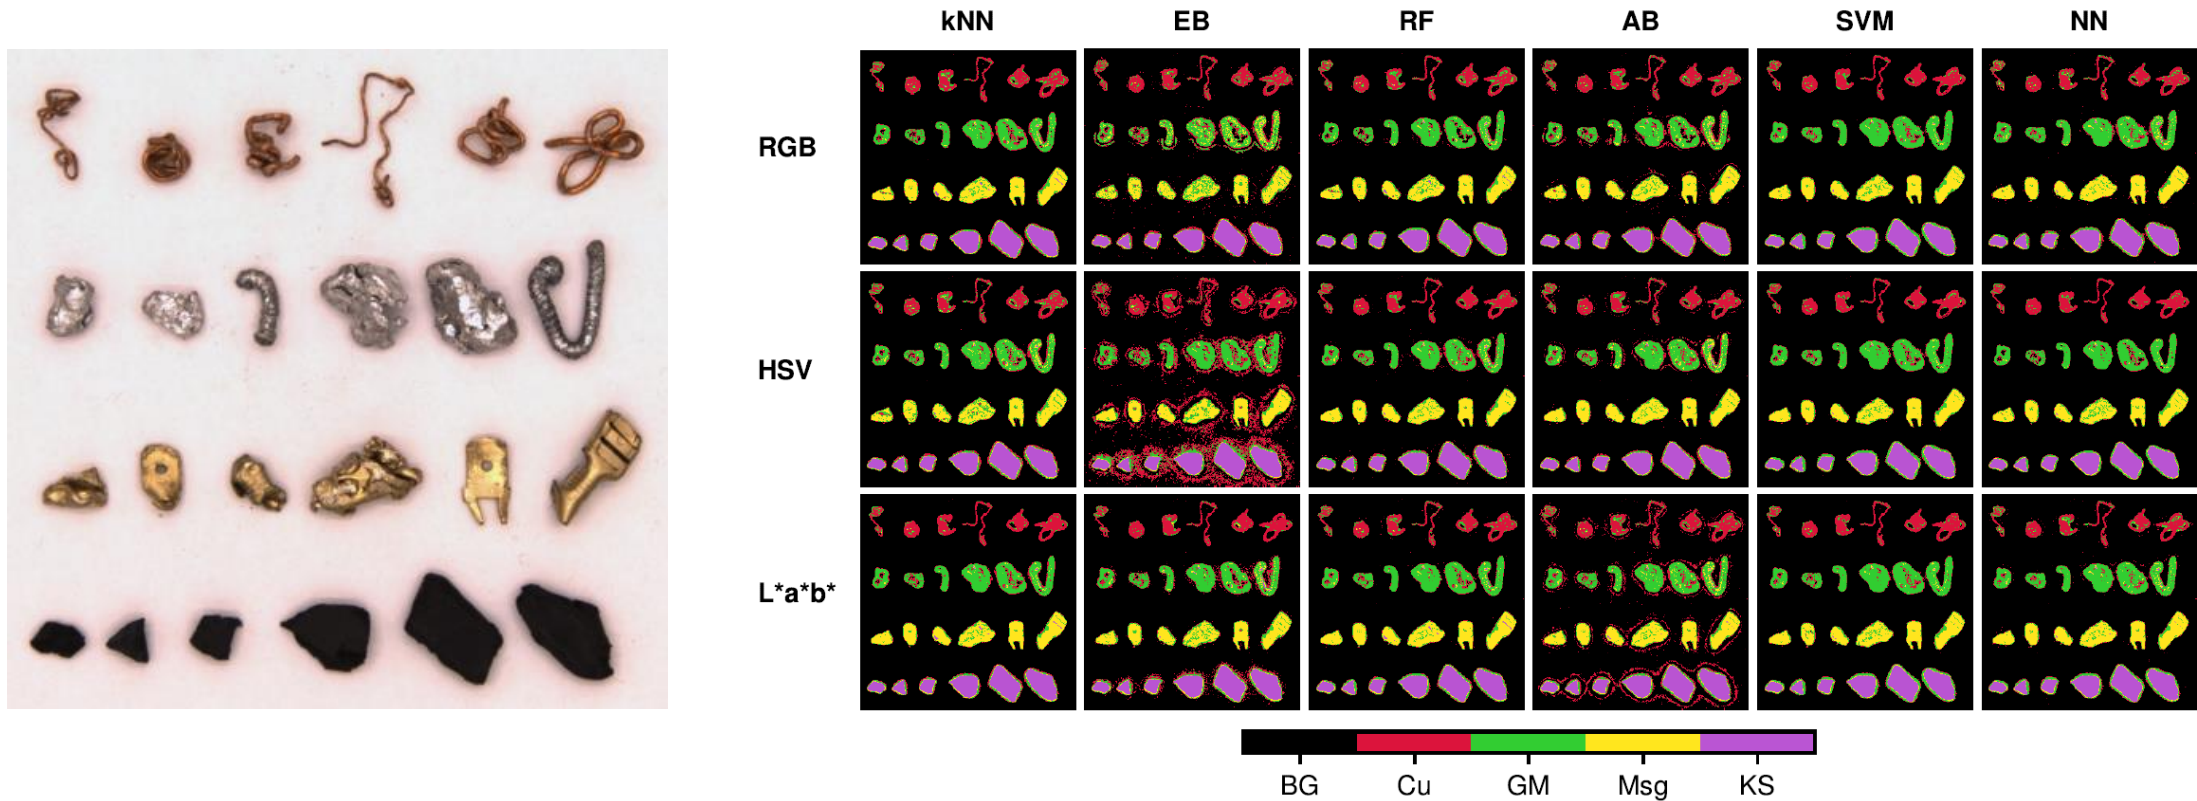 kNN EB RF AB SVM NN
RGB
HSV
L*a*b*
BG Cu GM Msg KS